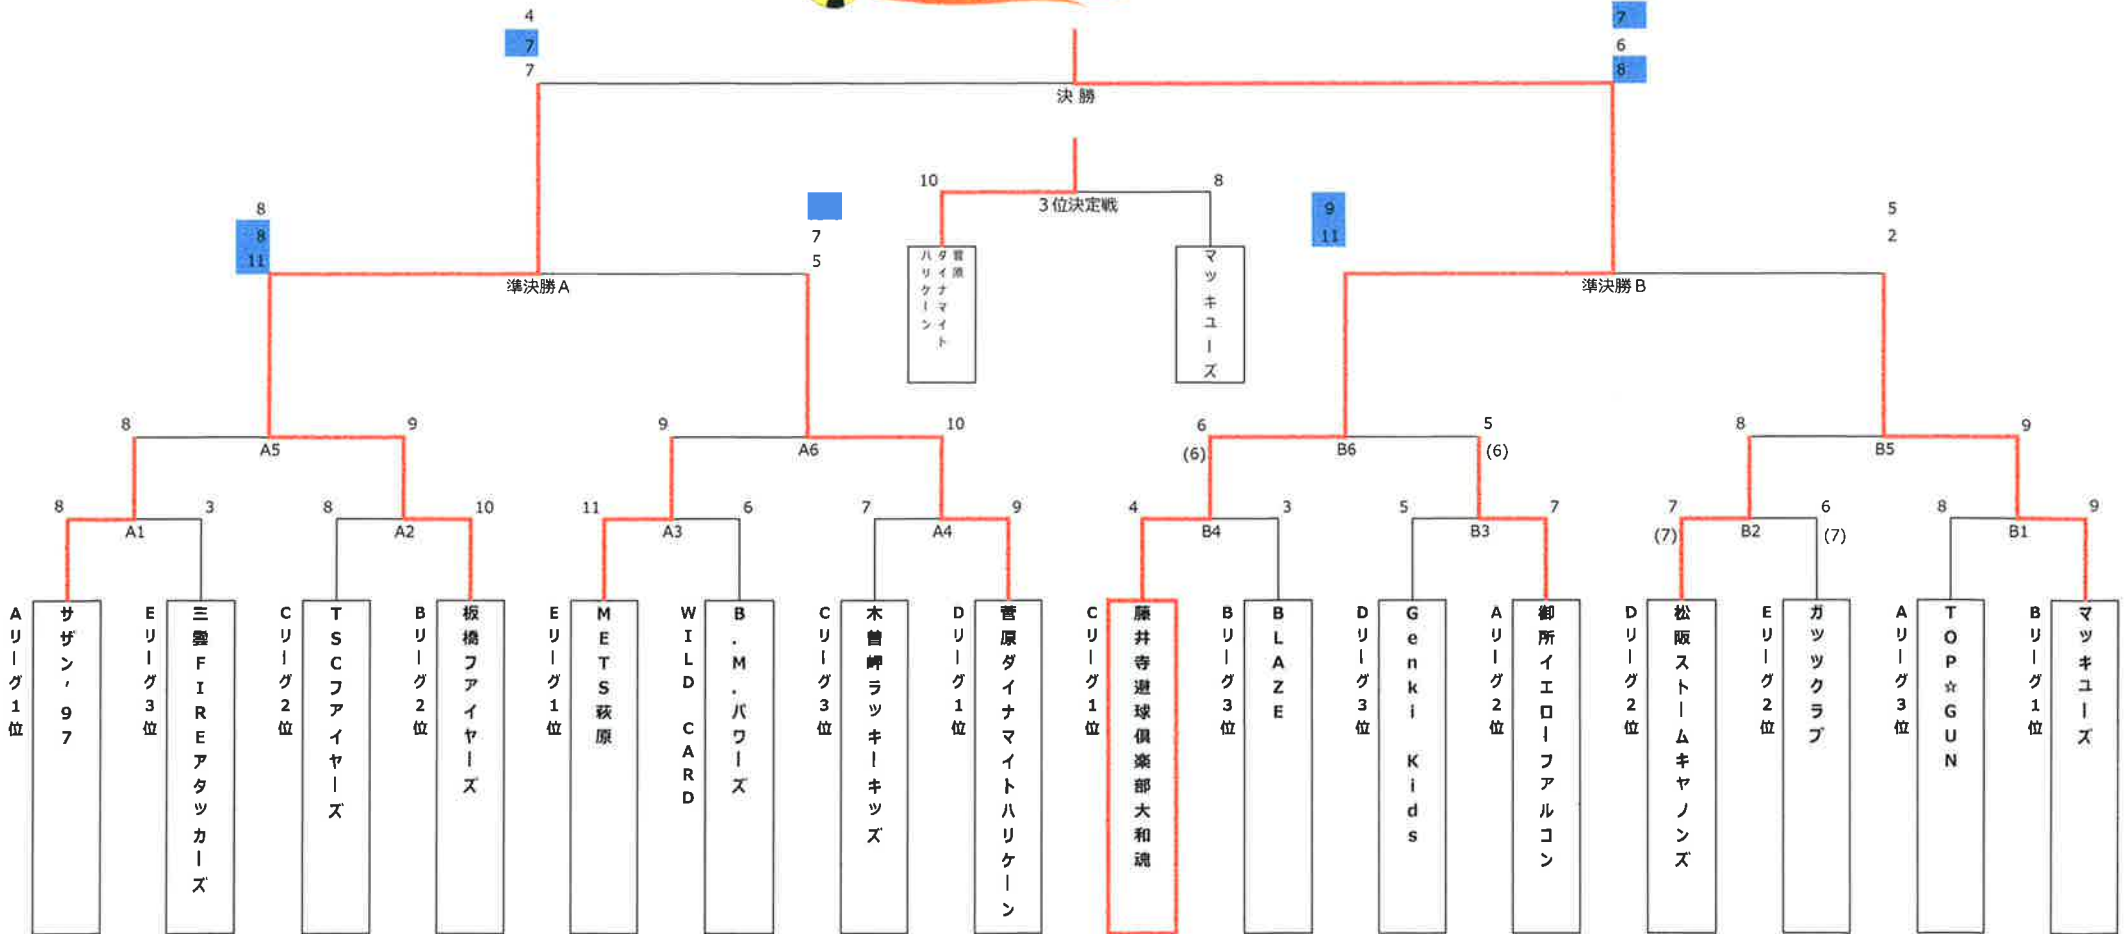 4
7
7
7
6
8
決 勝
10
8
3位決定戦
菅原
ダイナマイト
ハリケーン
マッキューズ
8
8
11
7
5
準決勝A
9
11
5
2
準決勝B
8
9
A5
9
10
A6
6
5
(6)
B6
(6)
8
9
B5
8
3
A1
8
10
A2
11
6
A3
7
9
A4
4
3
B4
5
7
B3
7
6
(7)
B2
(7)
8
9
B1
Aリーグ1位
サザン'97
Eリーグ3位
三雲FIREアタッカーズ
Cリーグ2位
TSCファイヤーズ
Bリーグ2位
板橋ファイヤーズ
Eリーグ1位
METS萩原
WILD CARD
B.M.パワーズ
Cリーグ3位
木曽岬ラッキーキッズ
Dリーグ1位
菅原ダイナマイトハリケーン
Cリーグ1位
藤井寺避球倶楽部大和魂
Bリーグ3位
BLAZE
Dリーグ3位
Genki Kids
Aリーグ2位
御所イエローファルコン
Dリーグ2位
松阪ストームキャノンズ
Eリーグ2位
ガッツクラブ
Aリーグ3位
TOP☆GUN
Bリーグ1位
マッキューズ